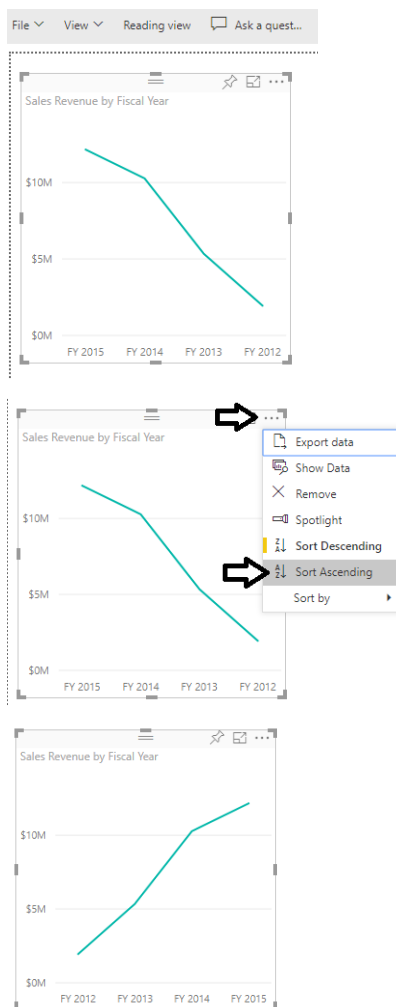 File View Reading view Ask a quest...
Sales Revenue by Fiscal Year
$10M
$5M
$0M
FY 2015 FY 2014 FY 2013 FY 2012
Sales Revenue by Fiscal Year
Export data
Show Data
Remove
Spotlight
Sort Descending
Sort Ascending
Sort by
$10M
$5M
$0M
FY 2015 FY 2014 FY 2013 FY 2012
Sales Revenue by Fiscal Year
$10M
$5M
$0M
FY 2012 FY 2013 FY 2014 FY 2015